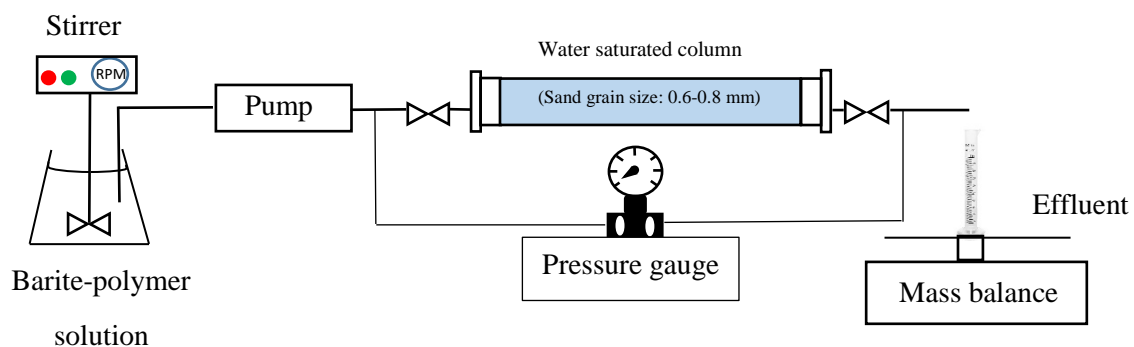 Stirrer
RPM
Water saturated column
Pump
(Sand grain size: 0.6-0.8 mm)
Effluent
Pressure gauge
Mass balance
Barite-polymer
solution